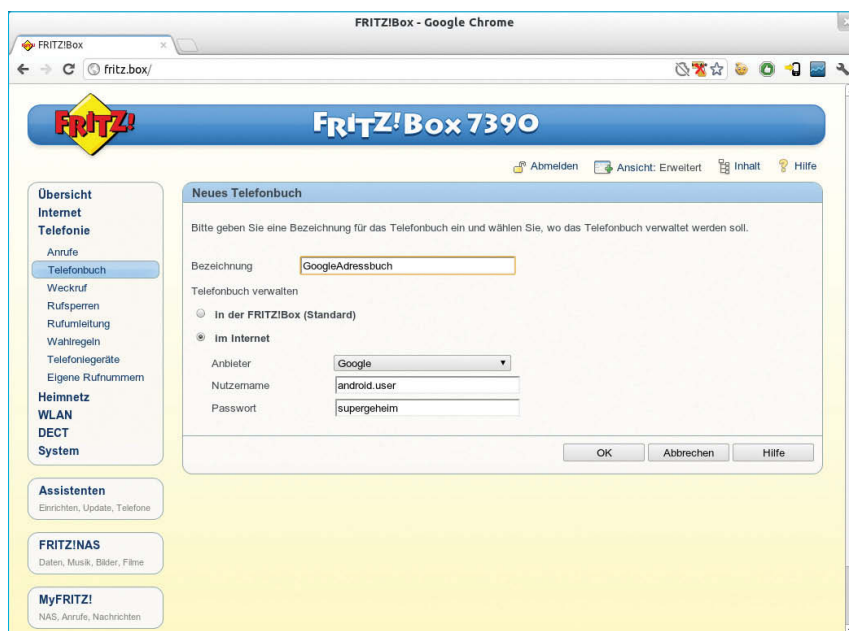 FRITZ!Box - Google Chrome
FRITZ!Box
fritz.box/
FRITZ!
FRITZ!Box 7390
Abmelden
Ansicht: Erweitert
Inhalt
Hilfe
Übersicht
Internet
Telefonie
Anrufe
Telefonbuch
Weckruf
Rufsperren
Rufumleitung
Wahlregeln
Telefoniegeräte
Eigene Rufnummern
Heimnetz
WLAN
DECT
System
Assistenten
Einrichten, Update, Telefone
FRITZ!NAS
Daten, Musik, Bilder, Filme
MyFRITZ!
NAS, Anrufe, Nachrichten
Neues Telefonbuch
Bitte geben Sie eine Bezeichnung für das Telefonbuch ein und wählen Sie, wo das Telefonbuch verwaltet werden soll.
Bezeichnung GoogleAdressbuch
Telefonbuch verwalten
In der FRITZ!Box (Standard)
Im Internet
Anbieter Google
Nutzername android.user
Passwort supergeheim
OK Abbrechen Hilfe